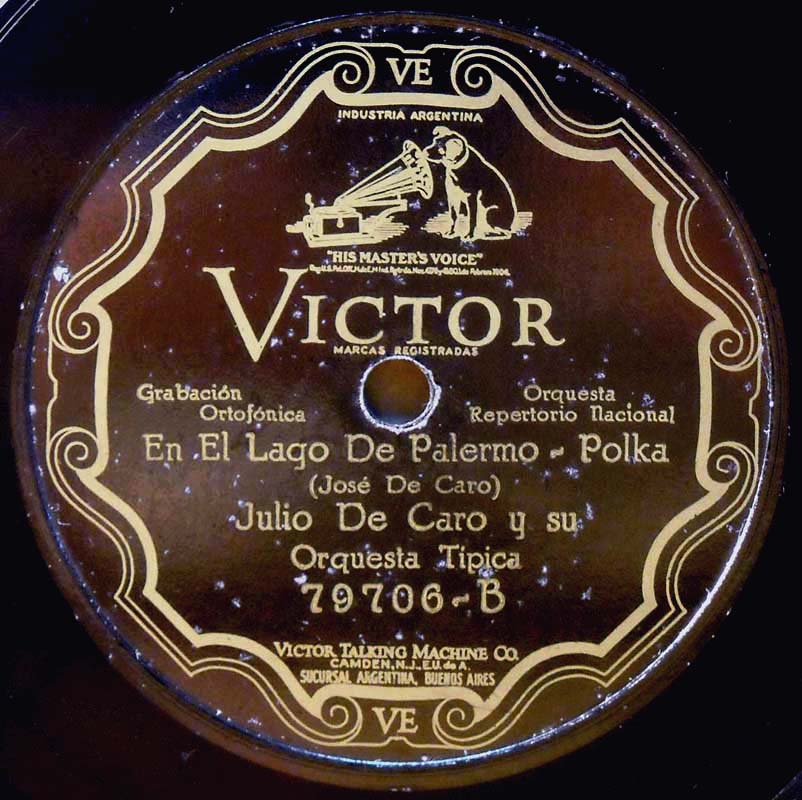 VE
INDUSTRIA ARGENTINA
"HIS MASTER'S VOICE"
VICTOR
MARCAS REGISTRADAS
Grabación
Ortofónica
Orquesta
Repertorio Nacional
En El Lago De Palermo - Polka
(José De Caro)
Julio De Caro y su
Orquesta Típica
79706-B
VICTOR TALKING MACHINE CO.
CAMDEN, N.J., E.U. de A.
SUCURSAL ARGENTINA, BUENOS AIRES
VE